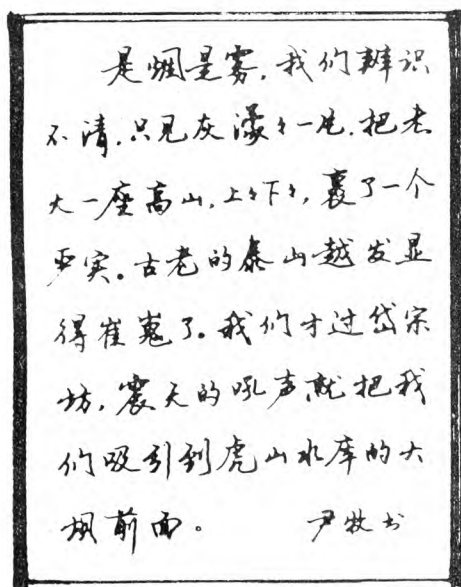 是烟是雾，我们辨识
不清，只见灰濛々一片，把老
大一座高山，上々下々，裹了一个
严实。古老的泰山越发显
得崔嵬了。我们才过岱宗
坊，震天的吼声就把我
们吸引到虎山水库的大
坝前面。 尹牧书